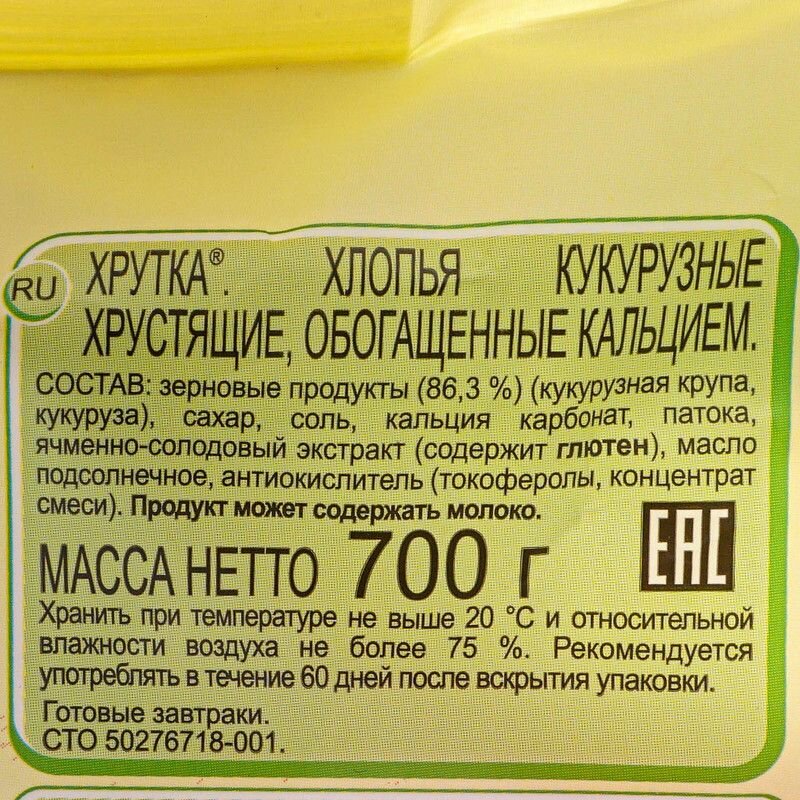 RU
ХРУТКА®. ХЛОПЬЯ КУКУРУЗНЫЕ
ХРУСТЯЩИЕ, ОБОГАЩЕННЫЕ КАЛЬЦИЕМ.
СОСТАВ: зерновые продукты (86,3 %) (кукурузная крупа,
кукуруза), сахар, соль, кальция карбонат, патока,
ячменно-солодовый экстракт (содержит глютен), масло
подсолнечное, антиокислитель (токоферолы, концентрат
смеси). Продукт может содержать молоко.
МАССА НЕТТО 700 г
EAC
Хранить при температуре не выше 20 °C и относительной
влажности воздуха не более 75 %. Рекомендуется
употреблять в течение 60 дней после вскрытия упаковки.
Готовые завтраки.
СТО 50276718-001.